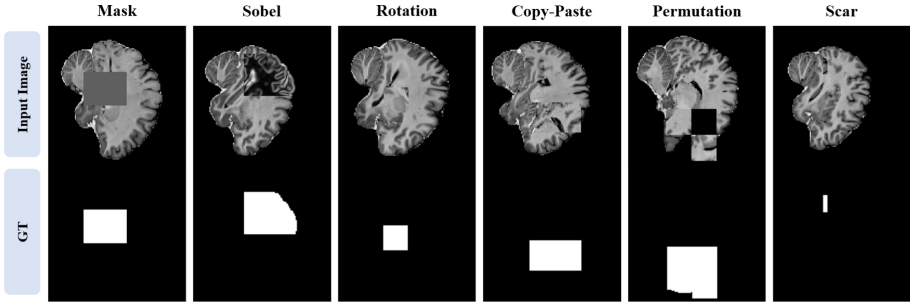 Mask Sobel Rotation Copy-Paste Permutation Scar
Input Image
GT